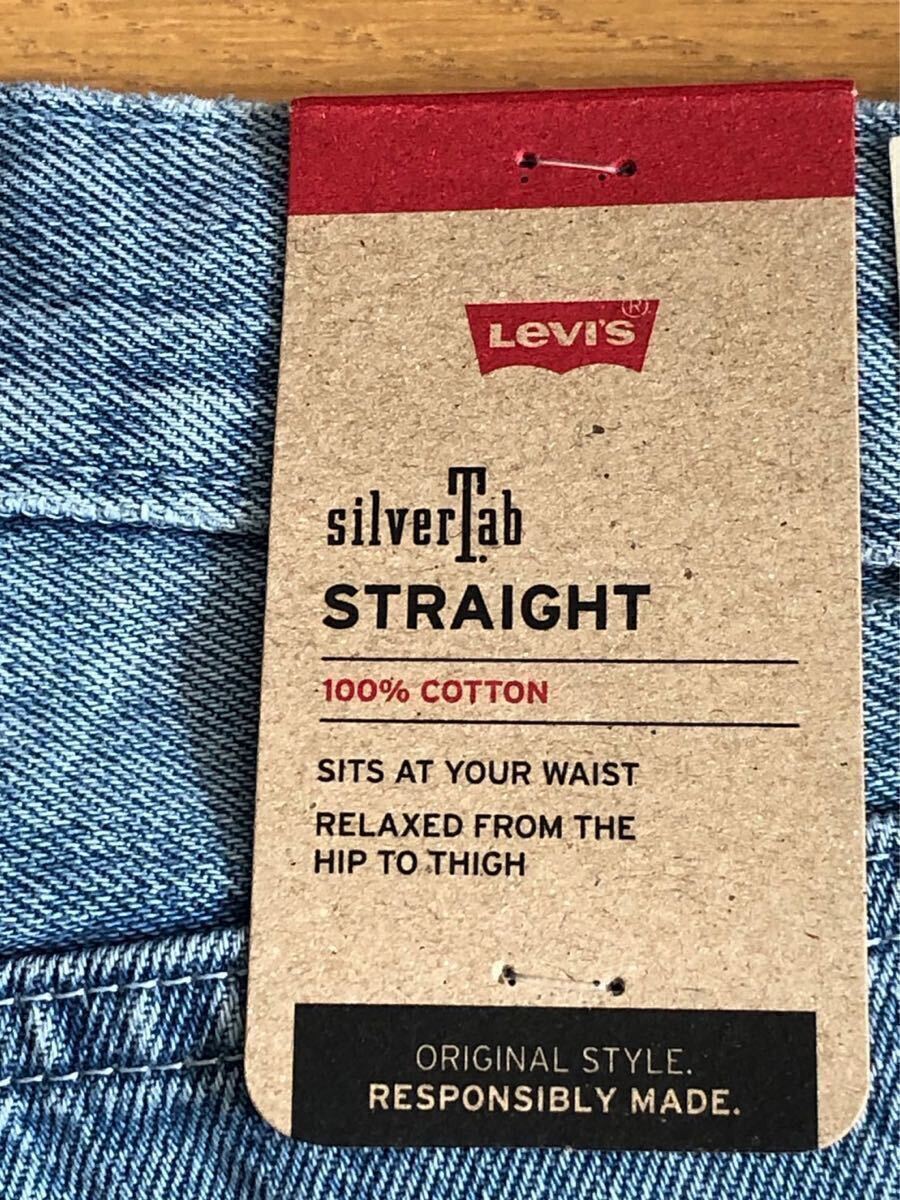 Levi's®
silverTab
STRAIGHT
100% COTTON
SITS AT YOUR WAIST
RELAXED FROM THE
HIP TO THIGH
ORIGINAL STYLE.
RESPONSIBLY MADE.